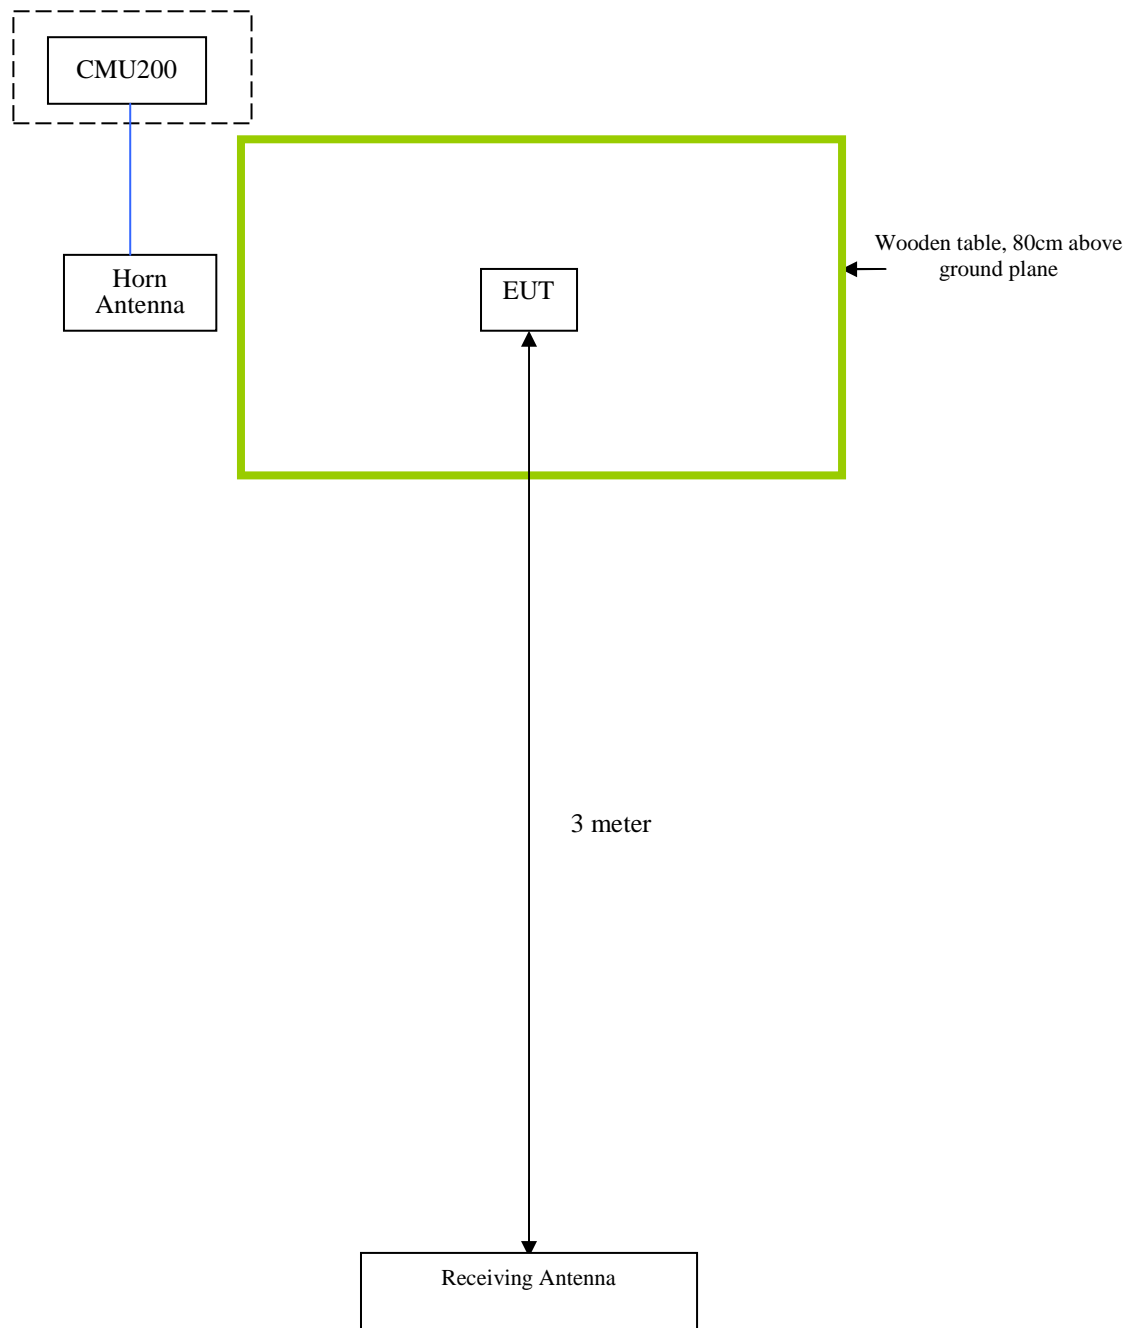 CMU200
Wooden table, 80cm above
ground plane
Horn
Antenna
EUT
3 meter
Receiving Antenna